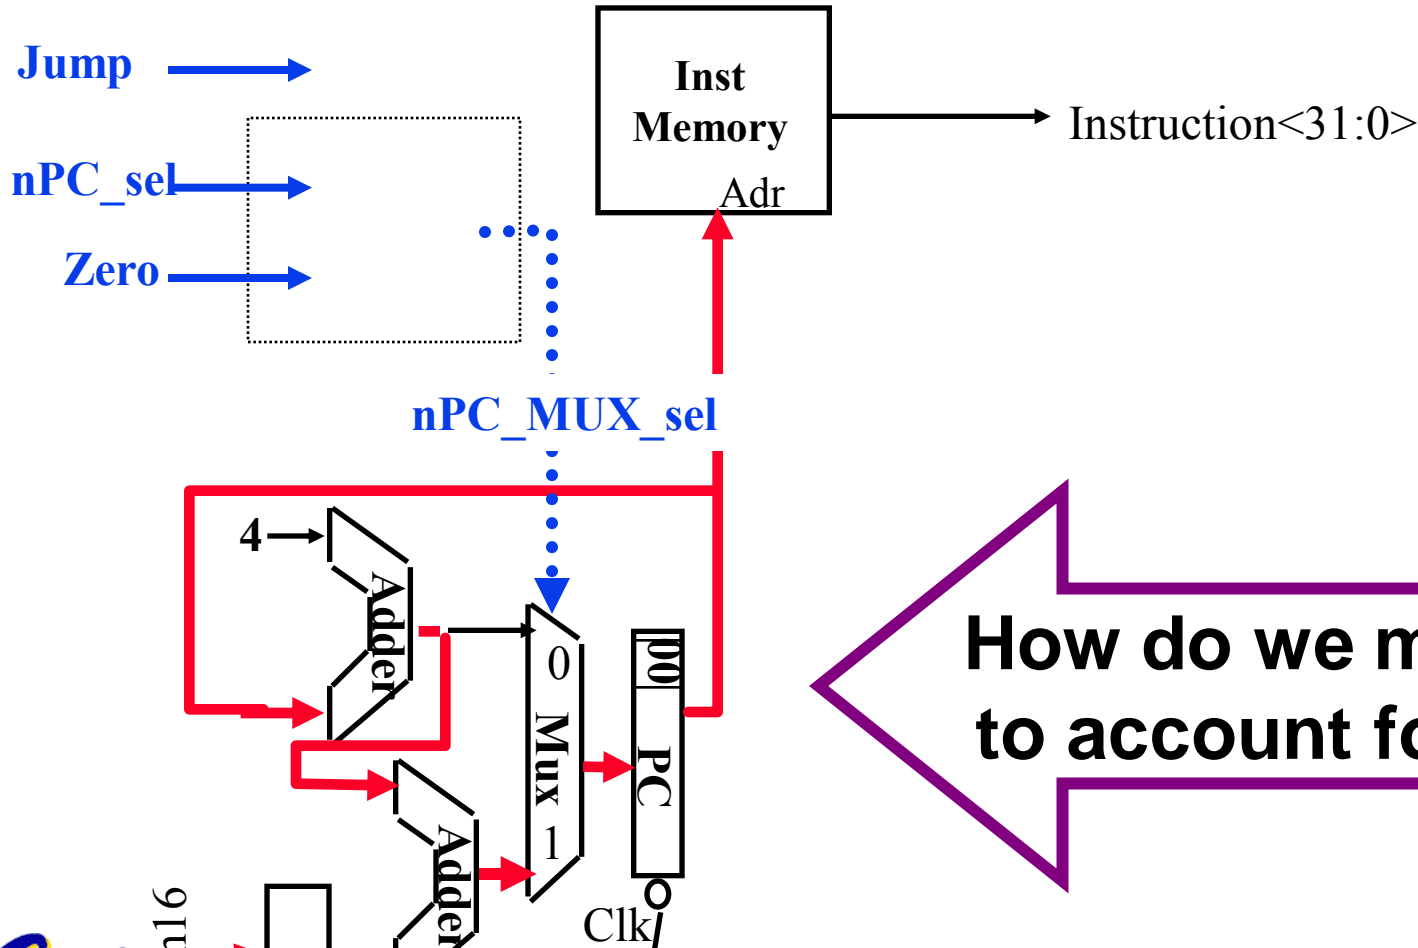 Jump
Inst
Memory
Adr
Instruction<31:0>
nPC_sel
Zero
nPC_MUX_sel
4
Adder
0
Mux
1
00
PC
How do we
to account
Adder
Clk